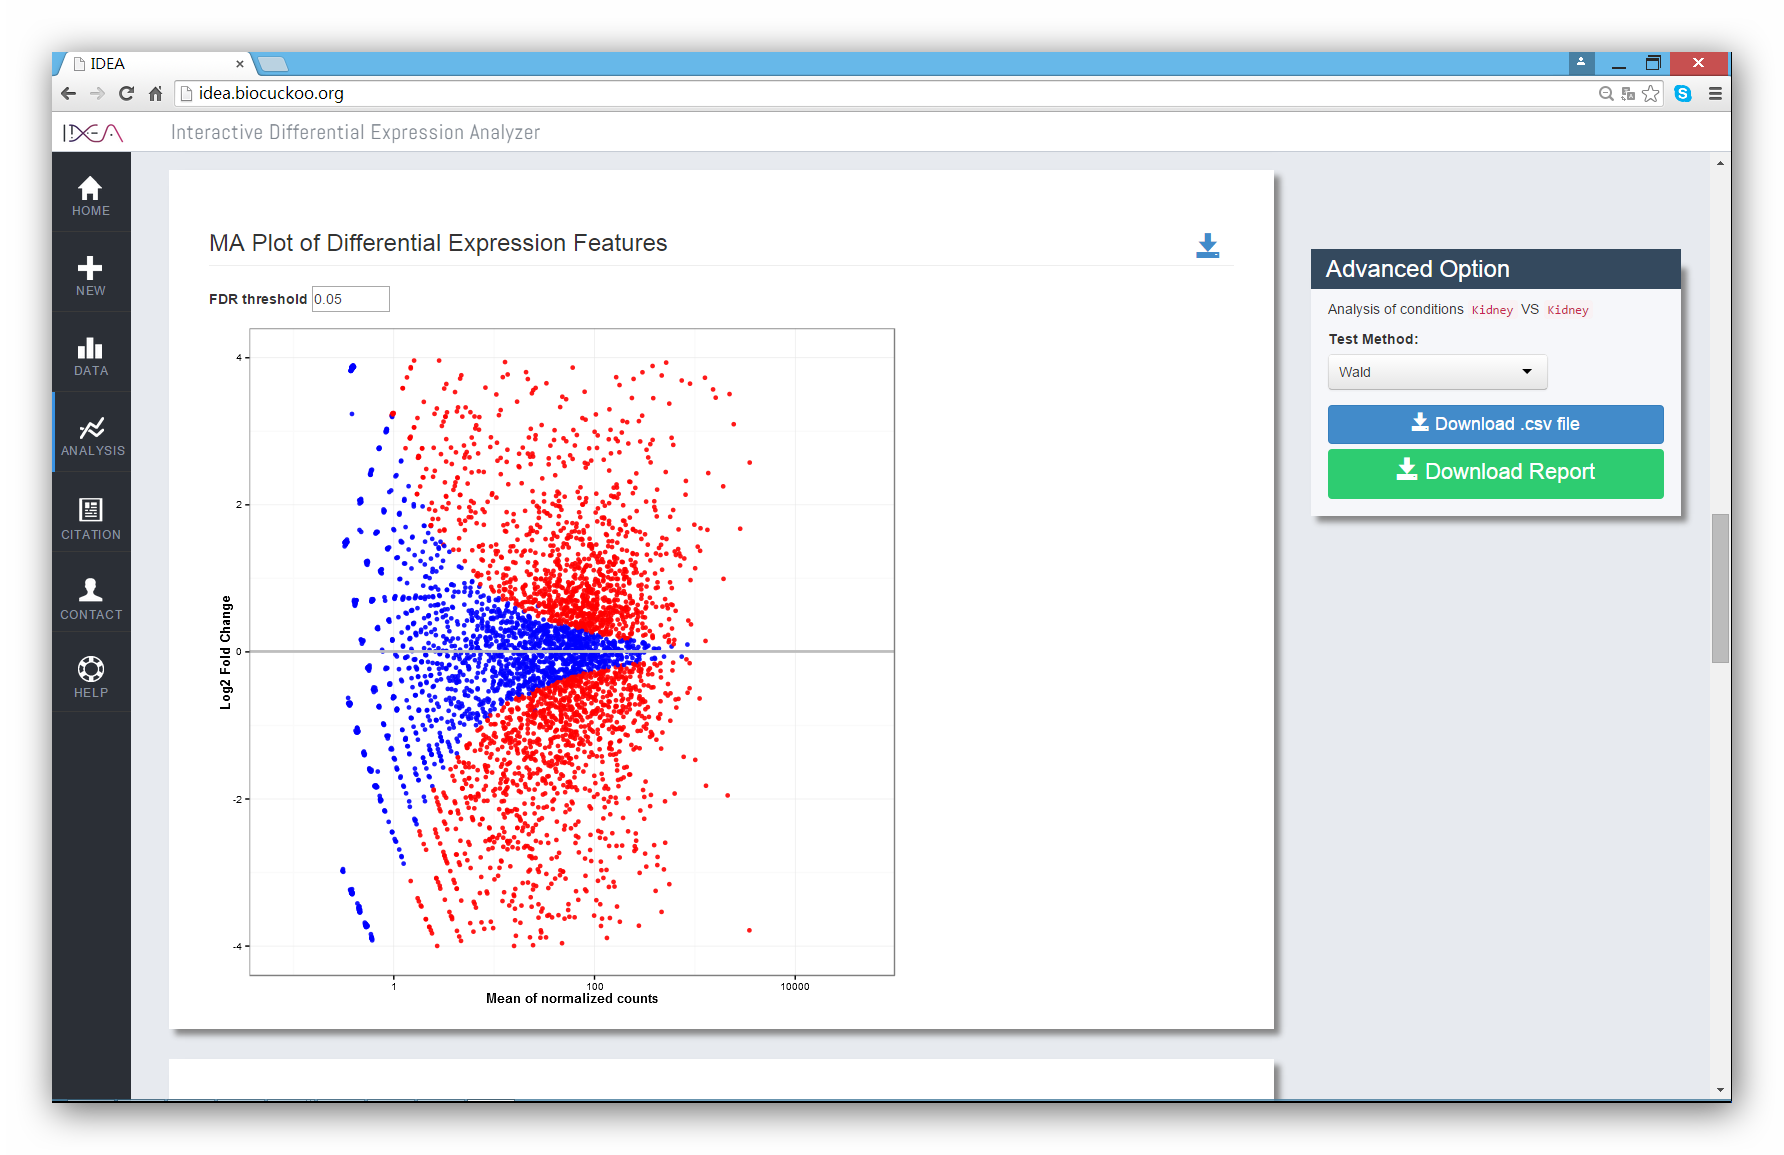 IDEA
idea.biocuckoo.org
IDEA Interactive Differential Expression Analyzer
HOME
NEW
DATA
ANALYSIS
CITATION
CONTACT
HELP
MA Plot of Differential Expression Features
FDR threshold 0.05
4
2
0
-2
-4
Log2 Fold Change
1 100 10000
Mean of normalized counts
Advanced Option
Analysis of conditions Kidney VS Kidney
Test Method:
Wald
Download .csv file
Download Report